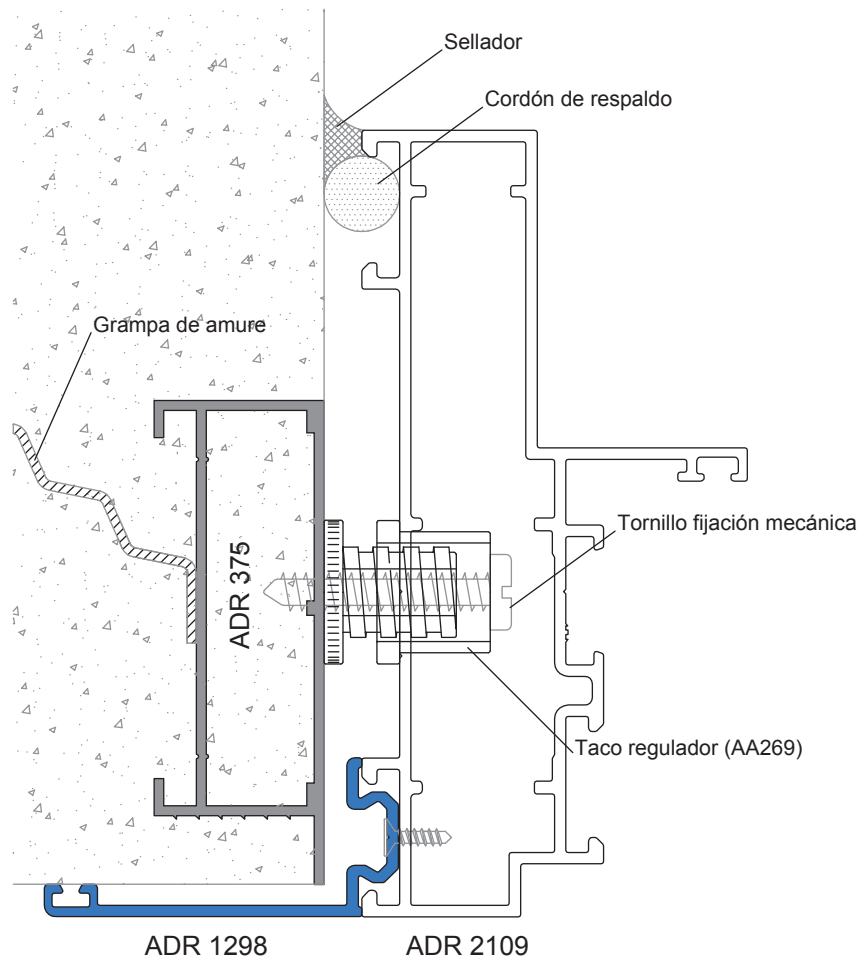 Sellador
Cordón de respaldo
Grampa de amure
Tornillo fijación mecánica
ADR 375
Taco regulador (AA269)
ADR 1298
ADR 2109